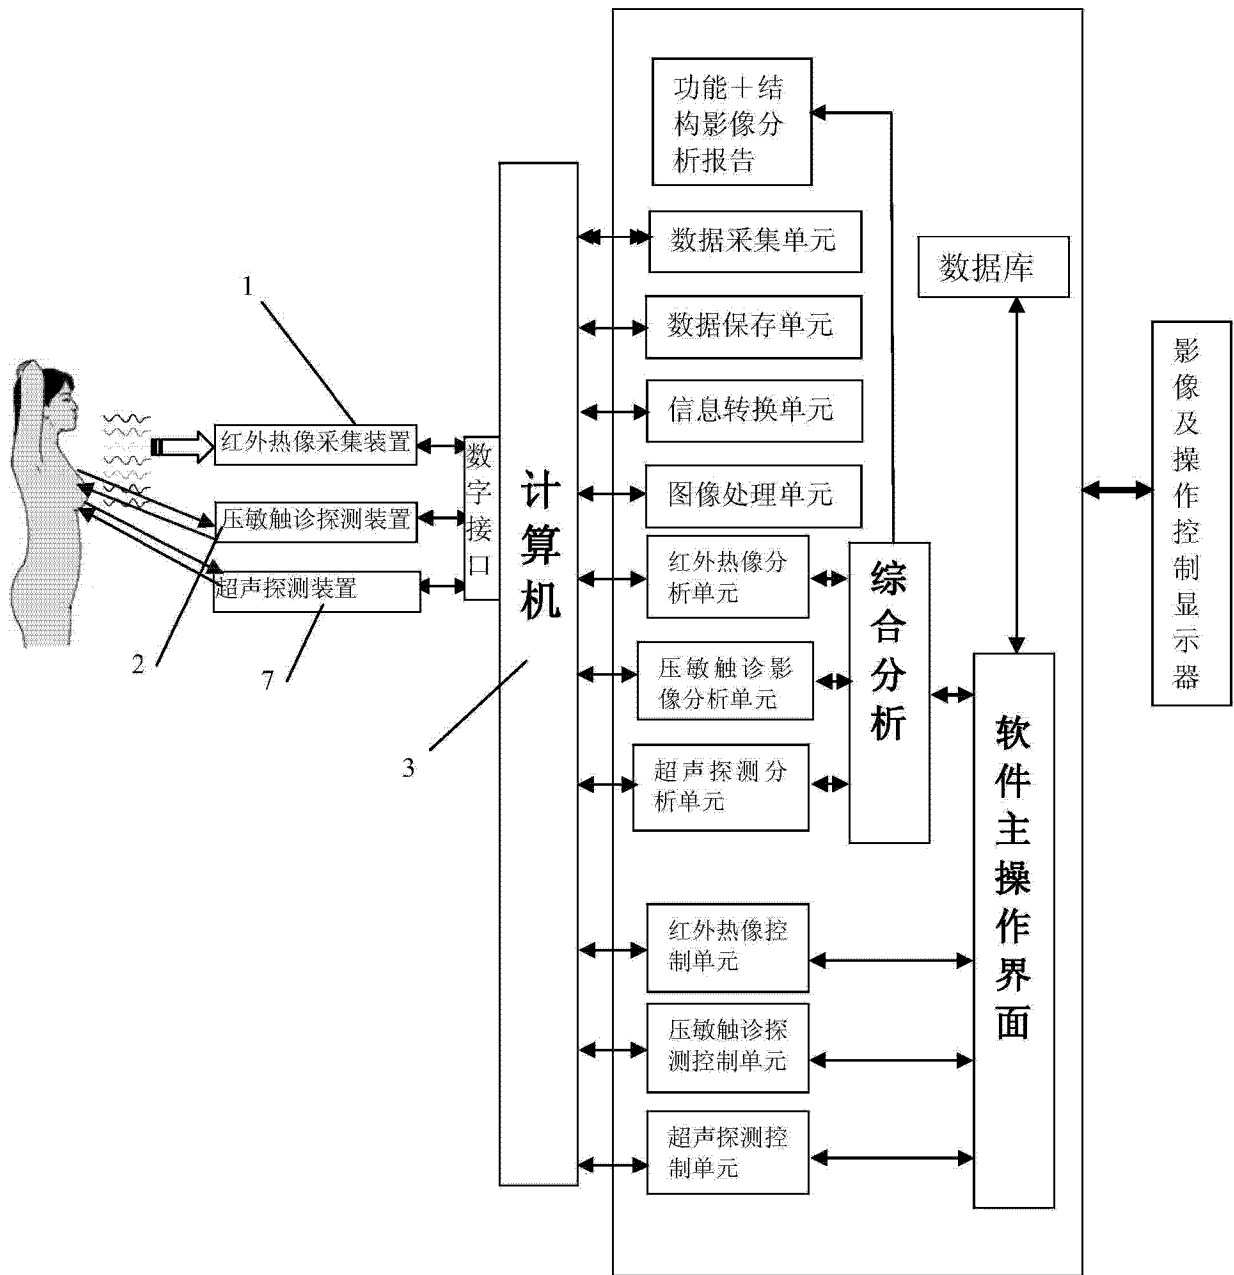 功能＋结
构影像分
析报告
数据采集单元
数据库
1
数据保存单元
影像及操作控制显示器
信息转换单元
红外热像采集装置
数字接口
计算机
图像处理单元
压敏触诊探测装置
红外热像分
析单元
综合分析
超声探测装置
2
7
压敏触诊影
像分析单元
3
超声探测分
析单元
软件主操作界面
红外热像控
制单元
压敏触诊探
测控制单元
超声探测控
制单元